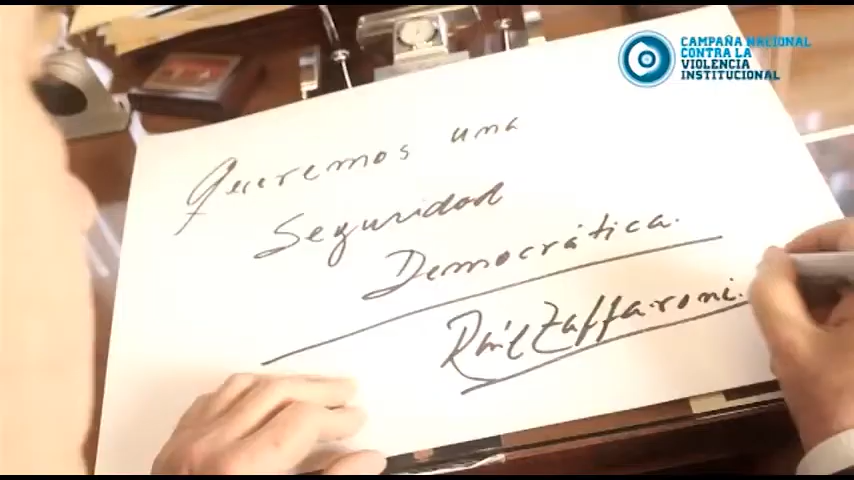 CAMPAÑA NACIONAL
CONTRA LA
VIOLENCIA
INSTITUCIONAL
Queremos una
Seguridad
Democrática.
Raúl Zaffaroni.